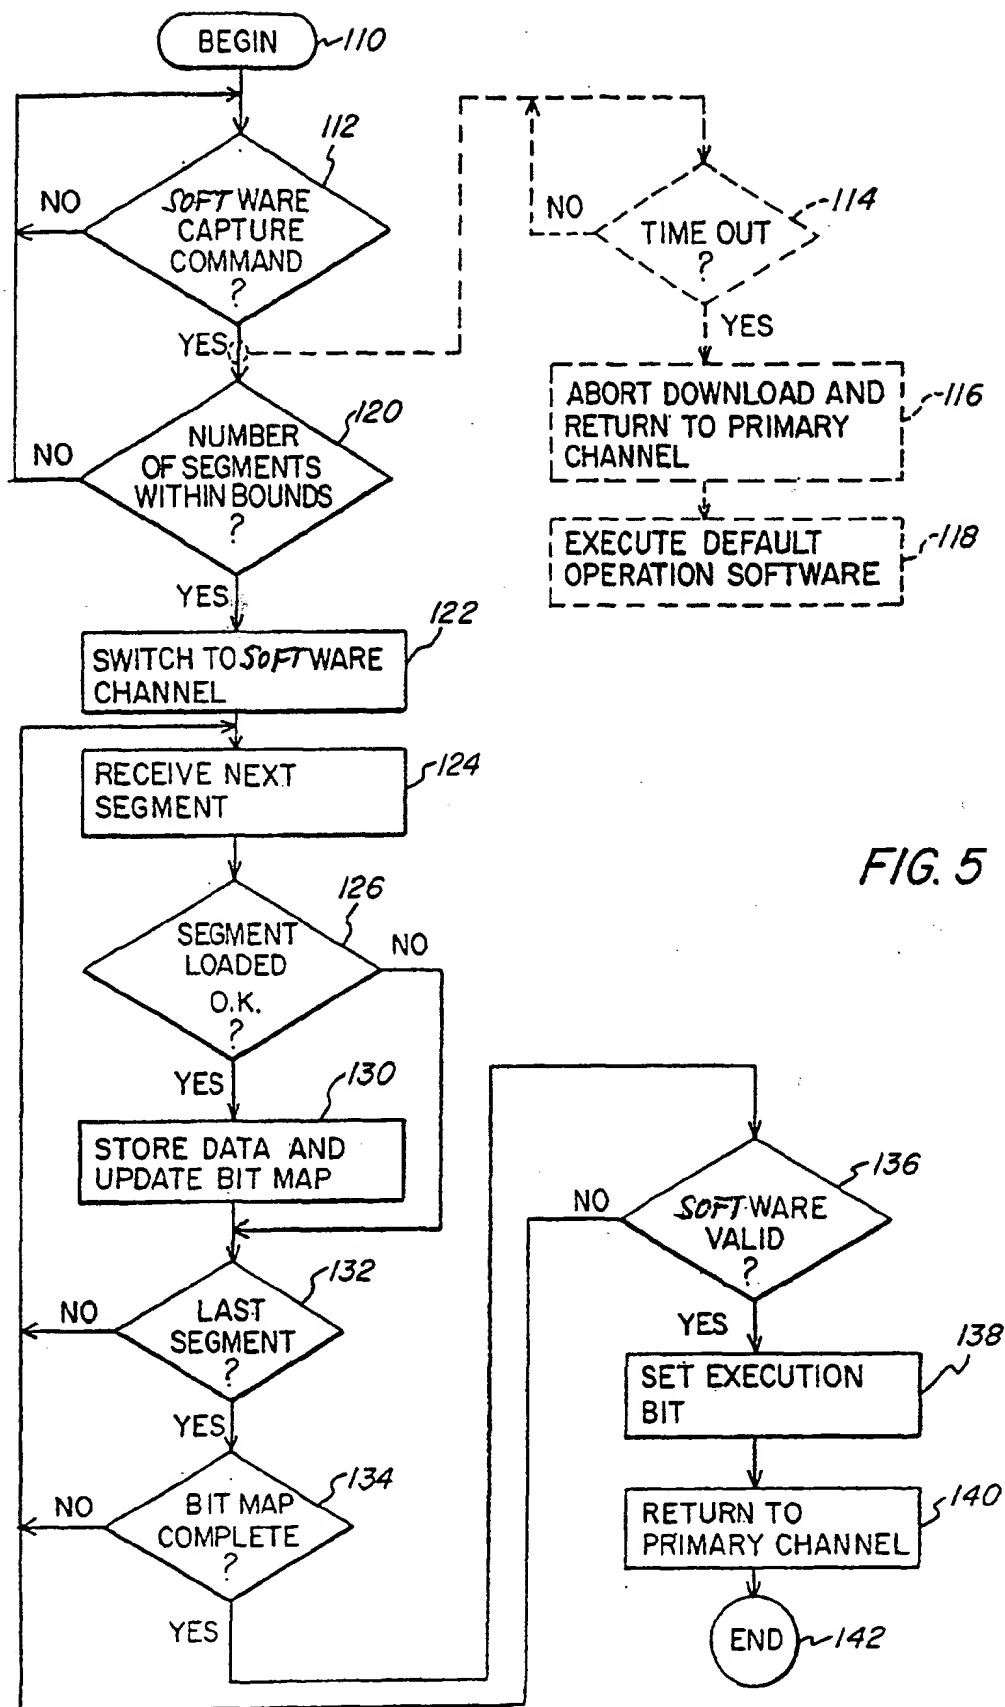 BEGIN
110
112
NO
SOFTWARE
CAPTURE
COMMAND
?
YES
120
NO
NUMBER
OF SEGMENTS
WITHIN BOUNDS
?
YES
122
SWITCH TO SOFTWARE
CHANNEL
124
RECEIVE NEXT
SEGMENT
126
SEGMENT
LOADED
O.K.
?
NO
YES
130
STORE DATA AND
UPDATE BIT MAP
132
NO
LAST
SEGMENT
?
YES
134
NO
BIT MAP
COMPLETE
?
YES
114
NO
TIME OUT
?
YES
ABORT DOWNLOAD AND
RETURN TO PRIMARY
CHANNEL
116
EXECUTE DEFAULT
OPERATION SOFTWARE
118
FIG. 5
136
NO
SOFTWARE
VALID
?
YES
138
SET EXECUTION
BIT
140
RETURN TO
PRIMARY CHANNEL
END
142